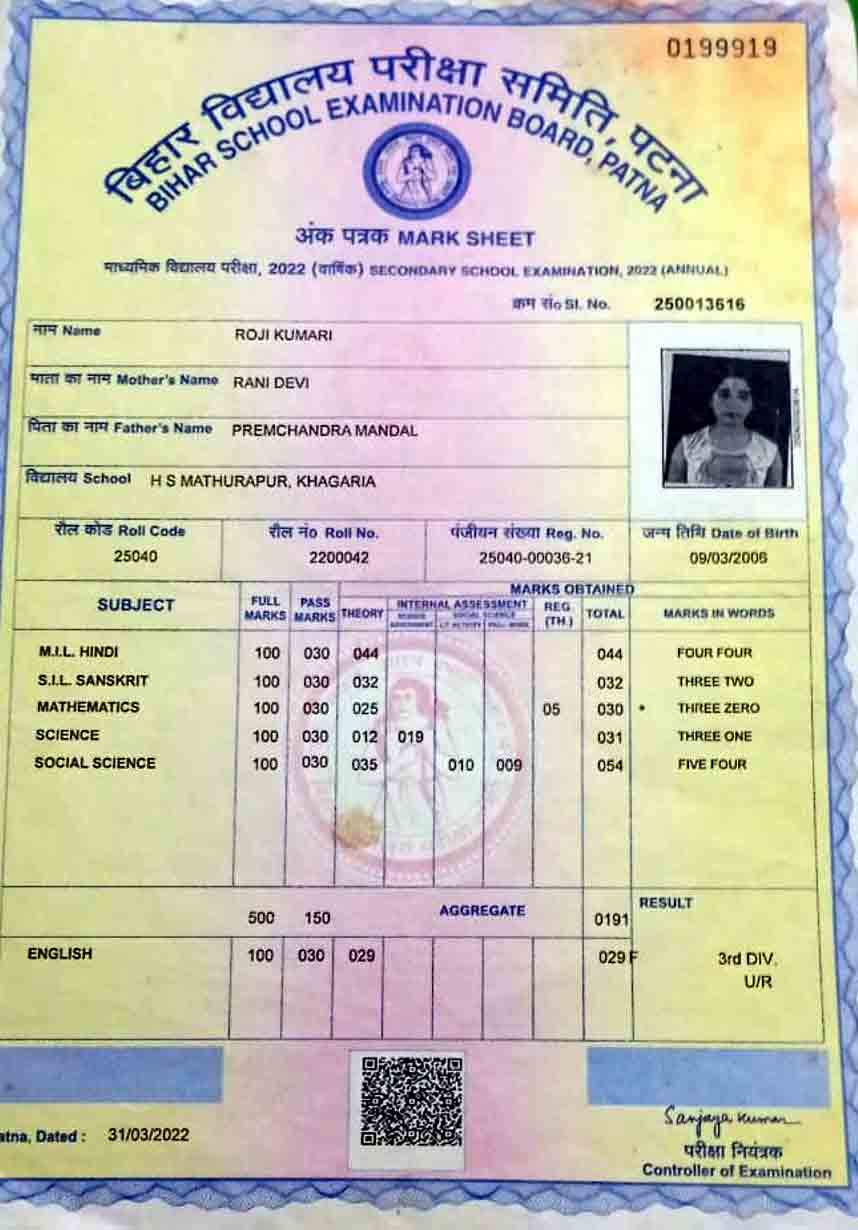 0199919
बिहार विद्यालय परीक्षा समिति, पटना
BIHAR SCHOOL EXAMINATION BOARD, PATNA
अंक पत्रक MARK SHEET
माध्यमिक विद्यालय परीक्षा, 2022 (वार्षिक) SECONDARY SCHOOL EXAMINATION, 2022 (ANNUAL)
क्रम सं० Sl. No. 250013616
नाम Name ROJI KUMARI
माता का नाम Mother's Name RANI DEVI
पिता का नाम Father's Name PREMCHANDRA MANDAL
विद्यालय School H S MATHURAPUR, KHAGARIA
रौल कोड Roll Code रौल नं० Roll No. पंजीयन संख्या Reg. No. जन्म तिथि Date of Birth
25040 2200042 25040-00036-21 09/03/2006
MARKS OBTAINED
SUBJECT FULL MARKS PASS MARKS THEORY INTERNAL ASSESSMENT REG. (TH.) TOTAL MARKS IN WORDS
SOCIAL SCIENCE
M.I.L. HINDI 100 030 044 044 FOUR FOUR
S.I.L. SANSKRIT 100 030 032 032 THREE TWO
MATHEMATICS 100 030 025 05 030 * THREE ZERO
SCIENCE 100 030 012 019 031 THREE ONE
SOCIAL SCIENCE 100 030 035 010 009 054 FIVE FOUR
500 150 AGGREGATE 0191 RESULT
ENGLISH 100 030 029 029 F 3rd DIV.
U/R
atna, Dated : 31/03/2022
Sanjaya Kumar
परीक्षा नियंत्रक
Controller of Examination